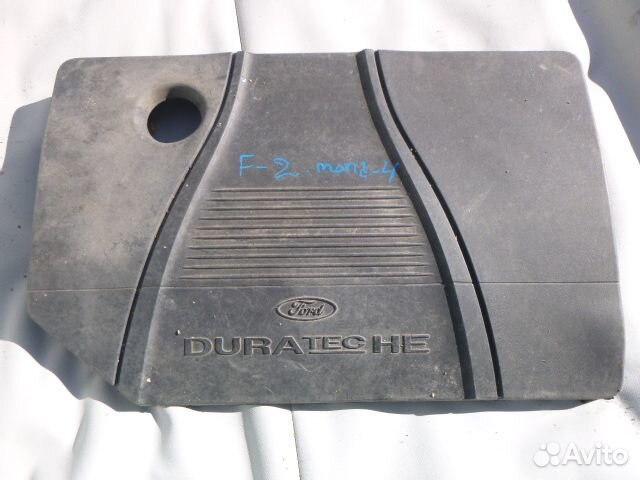 F-2 mond-4
Ford
DURATEC HE
Avito